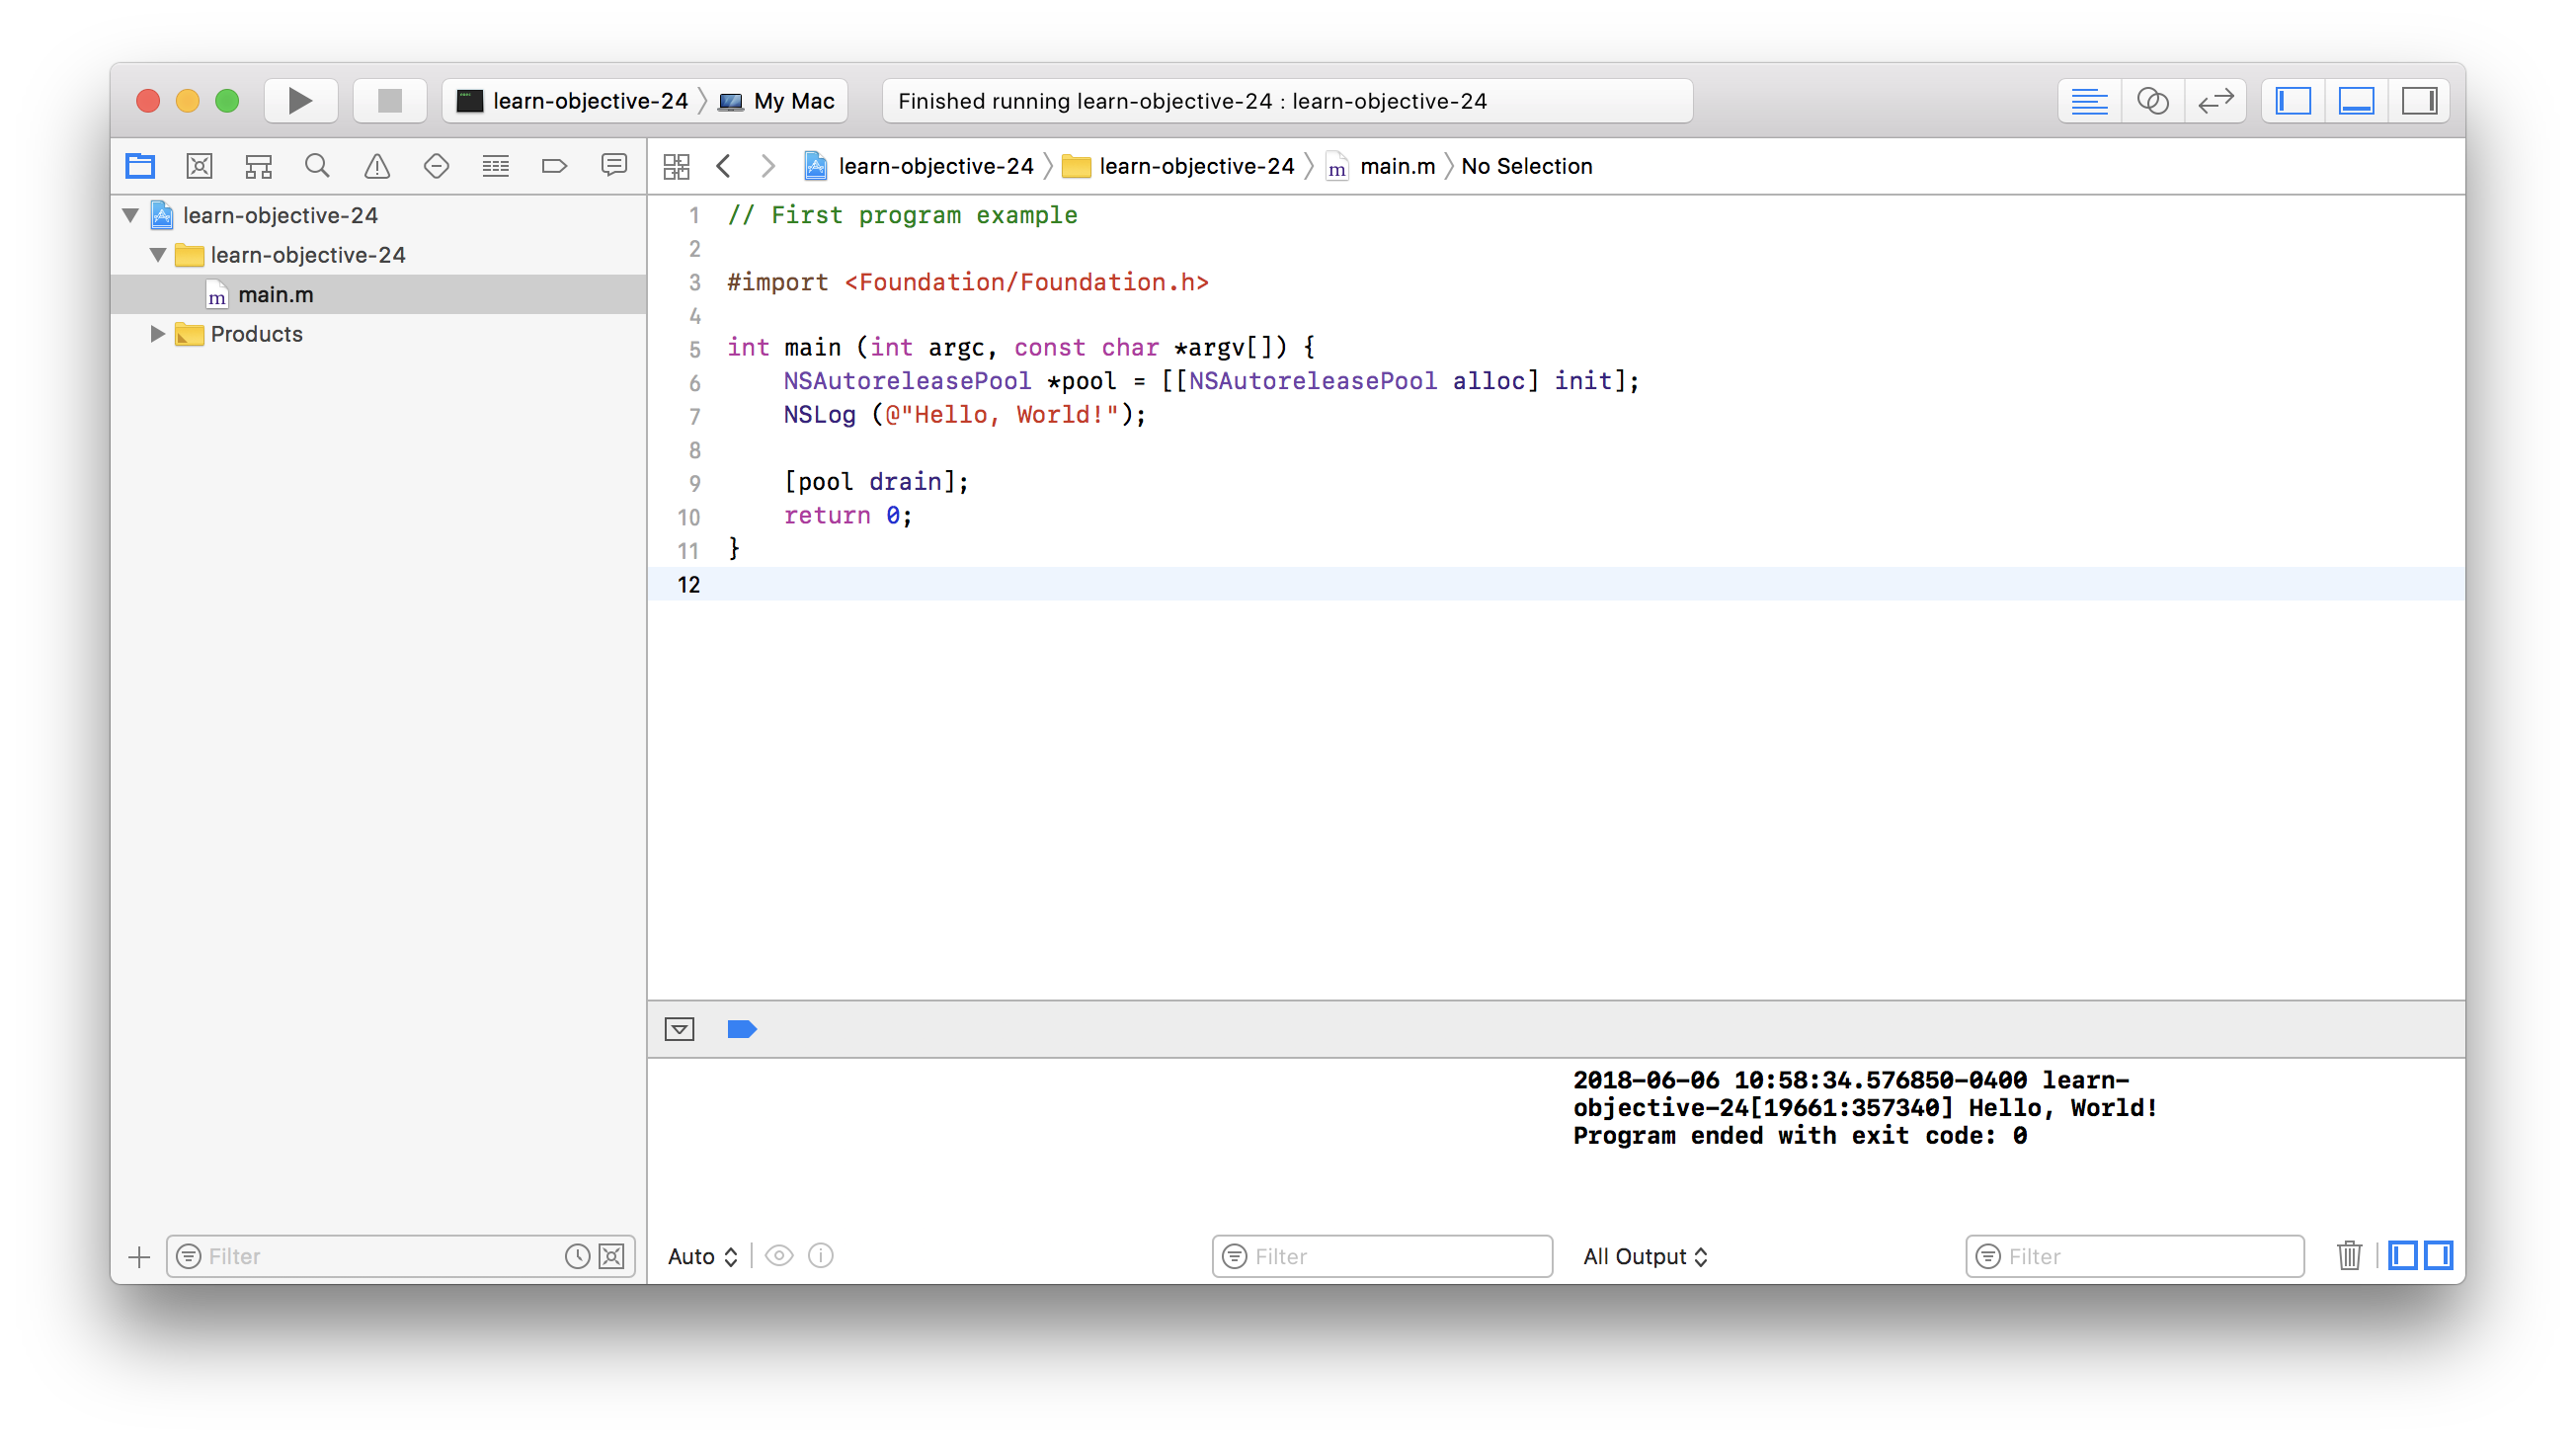 learn-objective-24 My Mac
Finished running learn-objective-24 : learn-objective-24
learn-objective-24 learn-objective-24 m main.m No Selection
learn-objective-24
learn-objective-24
m main.m
Products
1 // First program example
2
3 #import <Foundation/Foundation.h>
4
5 int main (int argc, const char *argv[]) {
6     NSAutoreleasePool *pool = [[NSAutoreleasePool alloc] init];
7     NSLog (@"Hello, World!");
8
9     [pool drain];
10     return 0;
11 }
12
2018-06-06 10:58:34.576850-0400 learn-
objective-24[19661:357340] Hello, World!
Program ended with exit code: 0
Filter
Auto
Filter
All Output
Filter